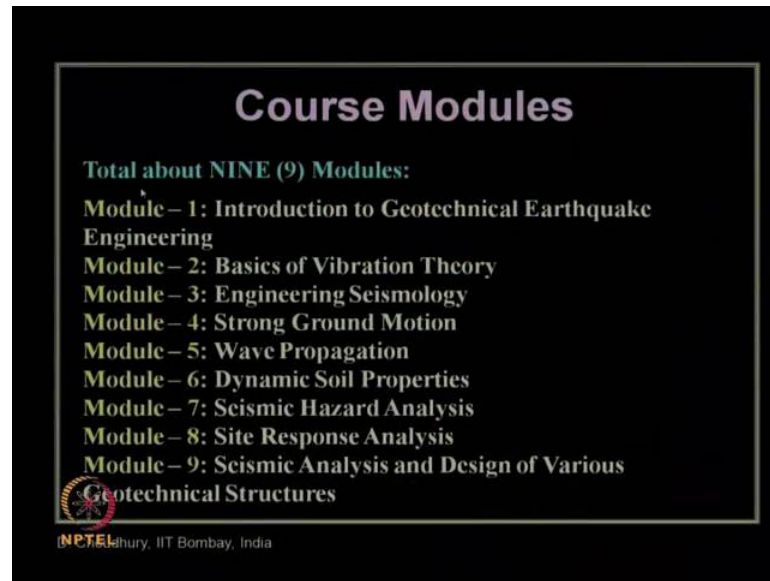 Course Modules
Total about NINE (9) Modules:
Module – 1: Introduction to Geotechnical Earthquake
Engineering
Module – 2: Basics of Vibration Theory
Module – 3: Engineering Seismology
Module – 4: Strong Ground Motion
Module – 5: Wave Propagation
Module – 6: Dynamic Soil Properties
Module – 7: Seismic Hazard Analysis
Module – 8: Site Response Analysis
Module – 9: Seismic Analysis and Design of Various
Geotechnical Structures
NPTEL
IIT Bombay, India